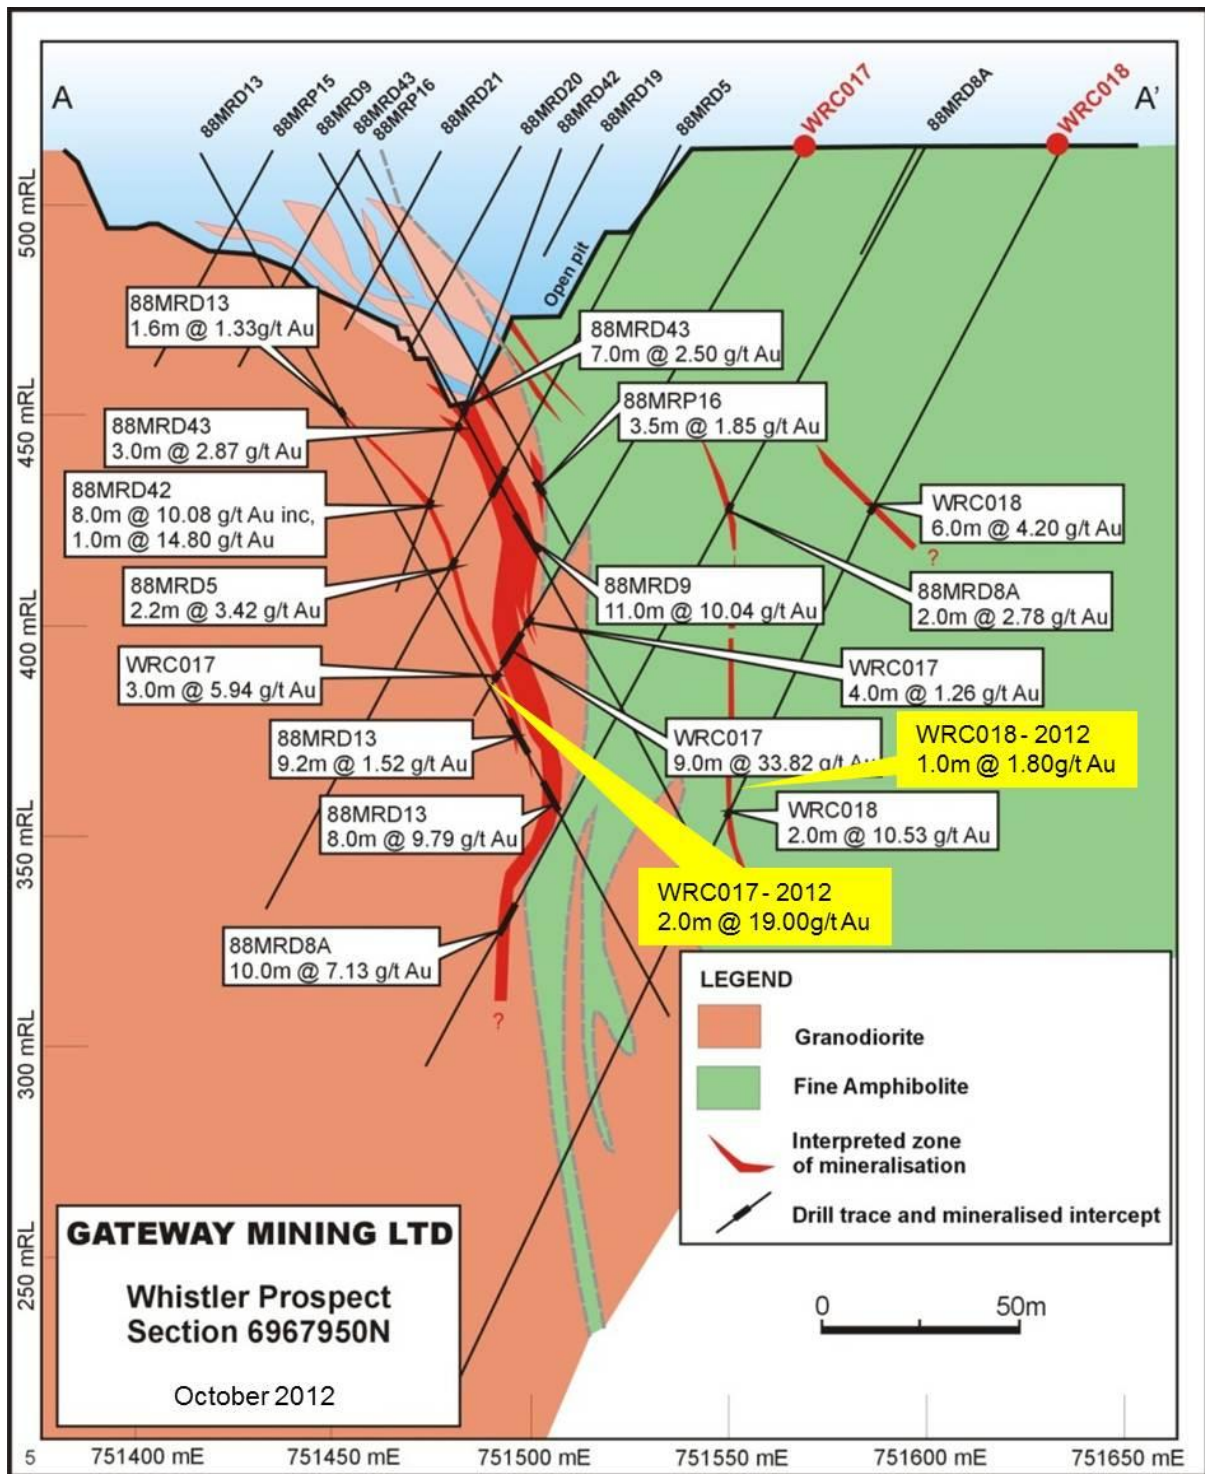 A
A'
88MRD13
88MRP15
88MRD9
88MRD43
88MRP16
88MRD21
88MRD20
88MRD42
88MRD19
88MRD5
WRC017
88MRD8A
WRC018
500 mRL
450 mRL
400 mRL
350 mRL
300 mRL
250 mRL
Open pit
88MRD13
1.6m @ 1.33g/t Au
88MRD43
7.0m @ 2.50 g/t Au
88MRP16
3.5m @ 1.85 g/t Au
88MRD43
3.0m @ 2.87 g/t Au
88MRD42
8.0m @ 10.08 g/t Au inc,
1.0m @ 14.80 g/t Au
WRC018
6.0m @ 4.20 g/t Au
?
88MRD5
2.2m @ 3.42 g/t Au
88MRD9
11.0m @ 10.04 g/t Au
88MRD8A
2.0m @ 2.78 g/t Au
WRC017
3.0m @ 5.94 g/t Au
WRC017
4.0m @ 1.26 g/t Au
88MRD13
9.2m @ 1.52 g/t Au
WRC017
9.0m @ 33.82 g/t Au
WRC018 - 2012
1.0m @ 1.80g/t Au
88MRD13
8.0m @ 9.79 g/t Au
WRC018
2.0m @ 10.53 g/t Au
WRC017 - 2012
2.0m @ 19.00g/t Au
88MRD8A
10.0m @ 7.13 g/t Au
?
LEGEND
Granodiorite
Fine Amphibolite
Interpreted zone
of mineralisation
Drill trace and mineralised intercept
GATEWAY MINING LTD
Whistler Prospect
Section 6967950N
October 2012
0 50m
5
751400 mE 751450 mE 751500 mE 751550 mE 751600 mE 751650 mE